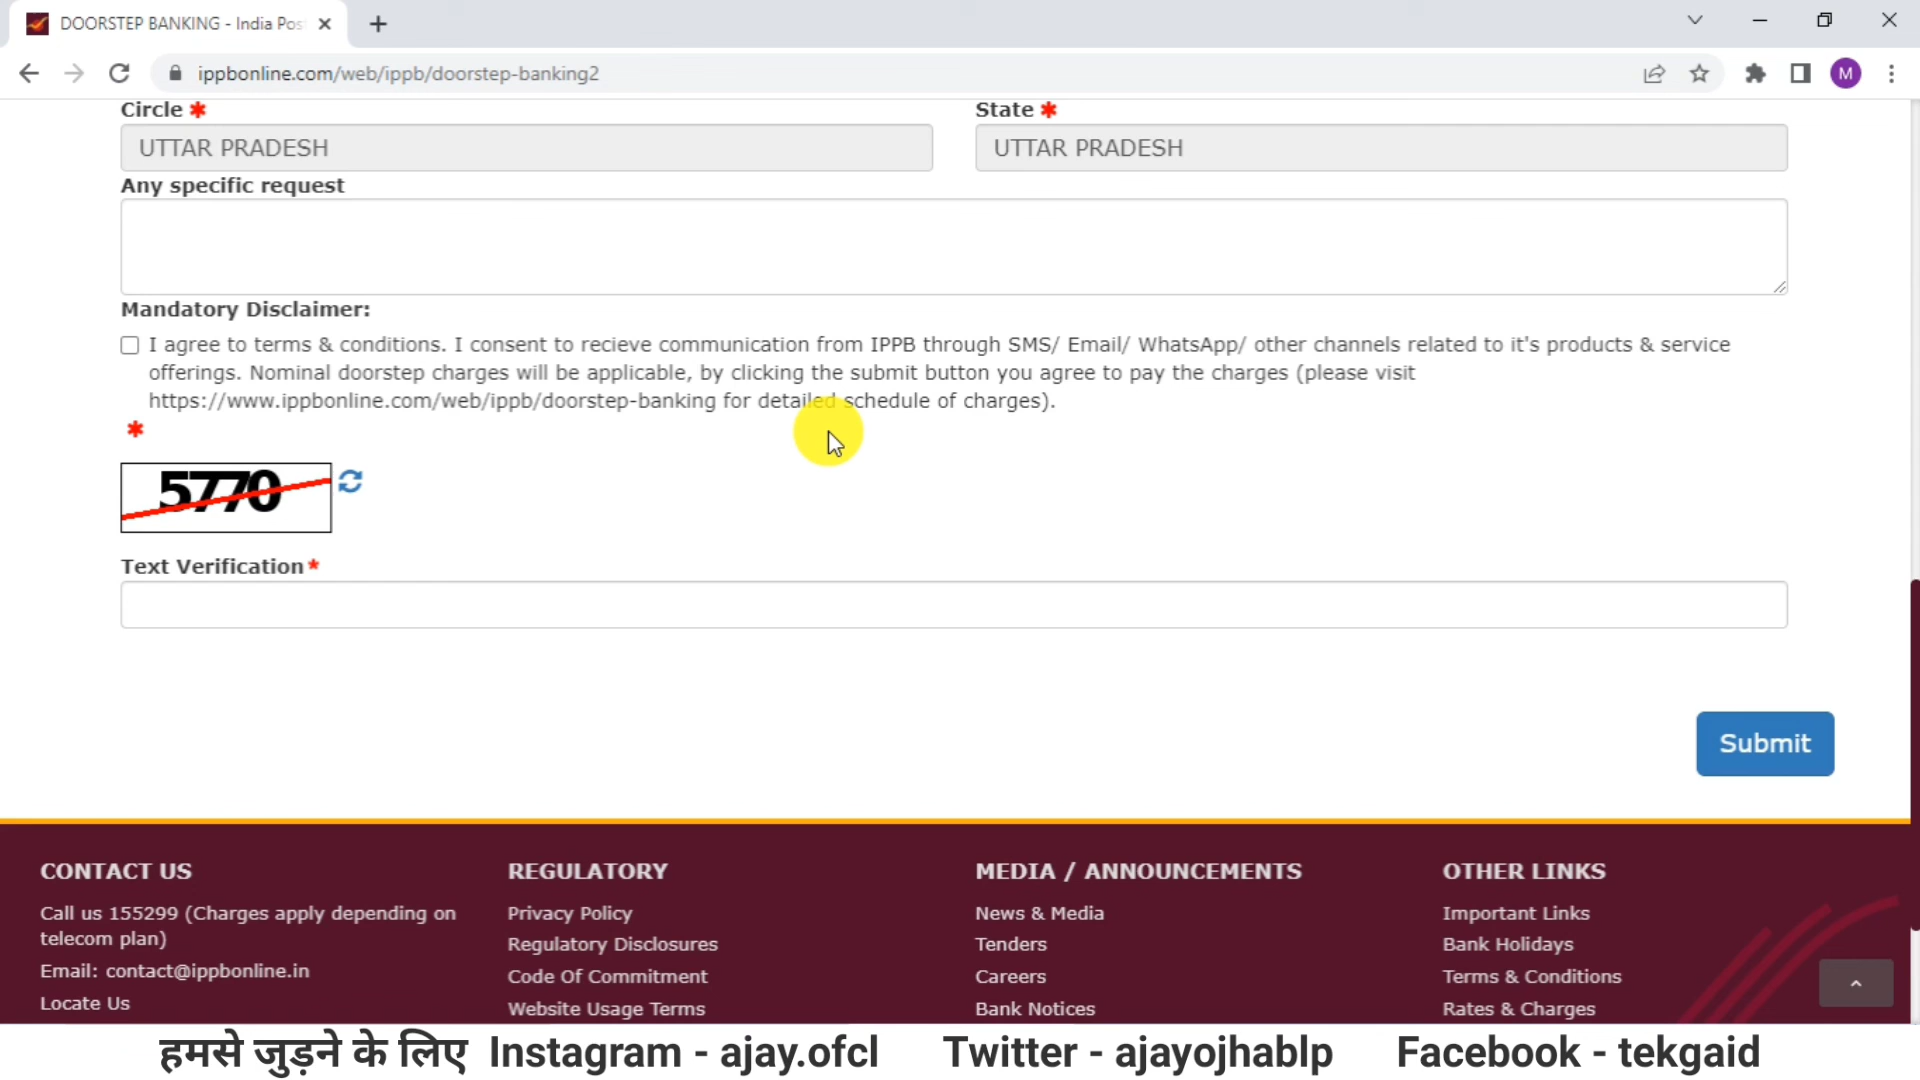 DOORSTEP BANKING - India Pos
ippbonline.com/web/ippb/doorstep-banking2
M
Circle * State *
UTTAR PRADESH UTTAR PRADESH
Any specific request
Mandatory Disclaimer:
I agree to terms & conditions. I consent to recieve communication from IPPB through SMS/ Email/ WhatsApp/ other channels related to it's products & service
offerings. Nominal doorstep charges will be applicable, by clicking the submit button you agree to pay the charges (please visit
https://www.ippbonline.com/web/ippb/doorstep-banking for detailed schedule of charges).
*
5770
Text Verification*
Submit
CONTACT US
Call us 155299 (Charges apply depending on
telecom plan)
Email: contact@ippbonline.in
Locate Us
REGULATORY
Privacy Policy
Regulatory Disclosures
Code Of Commitment
Website Usage Terms
MEDIA / ANNOUNCEMENTS
News & Media
Tenders
Careers
Bank Notices
OTHER LINKS
Important Links
Bank Holidays
Terms & Conditions
Rates & Charges
हमसे जुड़ने के लिए Instagram - ajay.ofcl Twitter - ajayojhablp Facebook - tekgaid